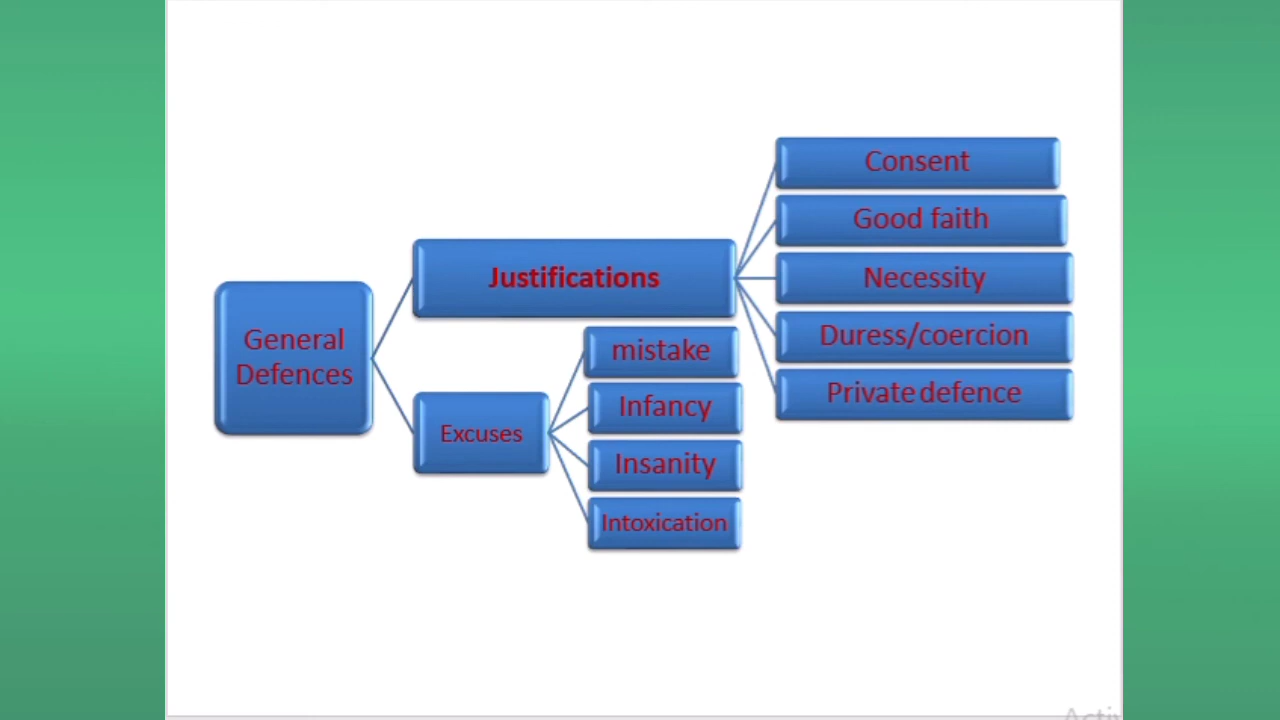 General
Defences
Justifications
Consent
Good faith
Necessity
Duress/coercion
Private defence
Excuses
mistake
Infancy
Insanity
Intoxication